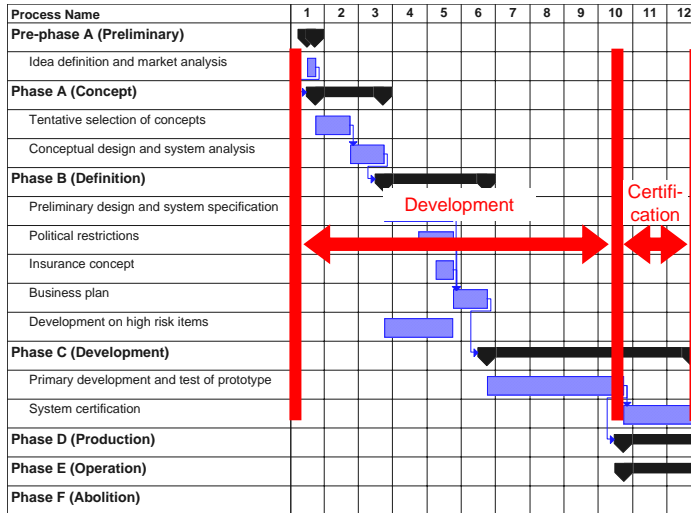 Process Name 1 2 3 4 5 6 7 8 9 10 11 12
Pre-phase A (Preliminary)
Idea definition and market analysis
Phase A (Concept)
Tentative selection of concepts
Conceptual design and system analysis
Phase B (Definition)
Preliminary design and system specification
Development
Certifi-
cation
Political restrictions
Insurance concept
Business plan
Development on high risk items
Phase C (Development)
Primary development and test of prototype
System certification
Phase D (Production)
Phase E (Operation)
Phase F (Abolition)